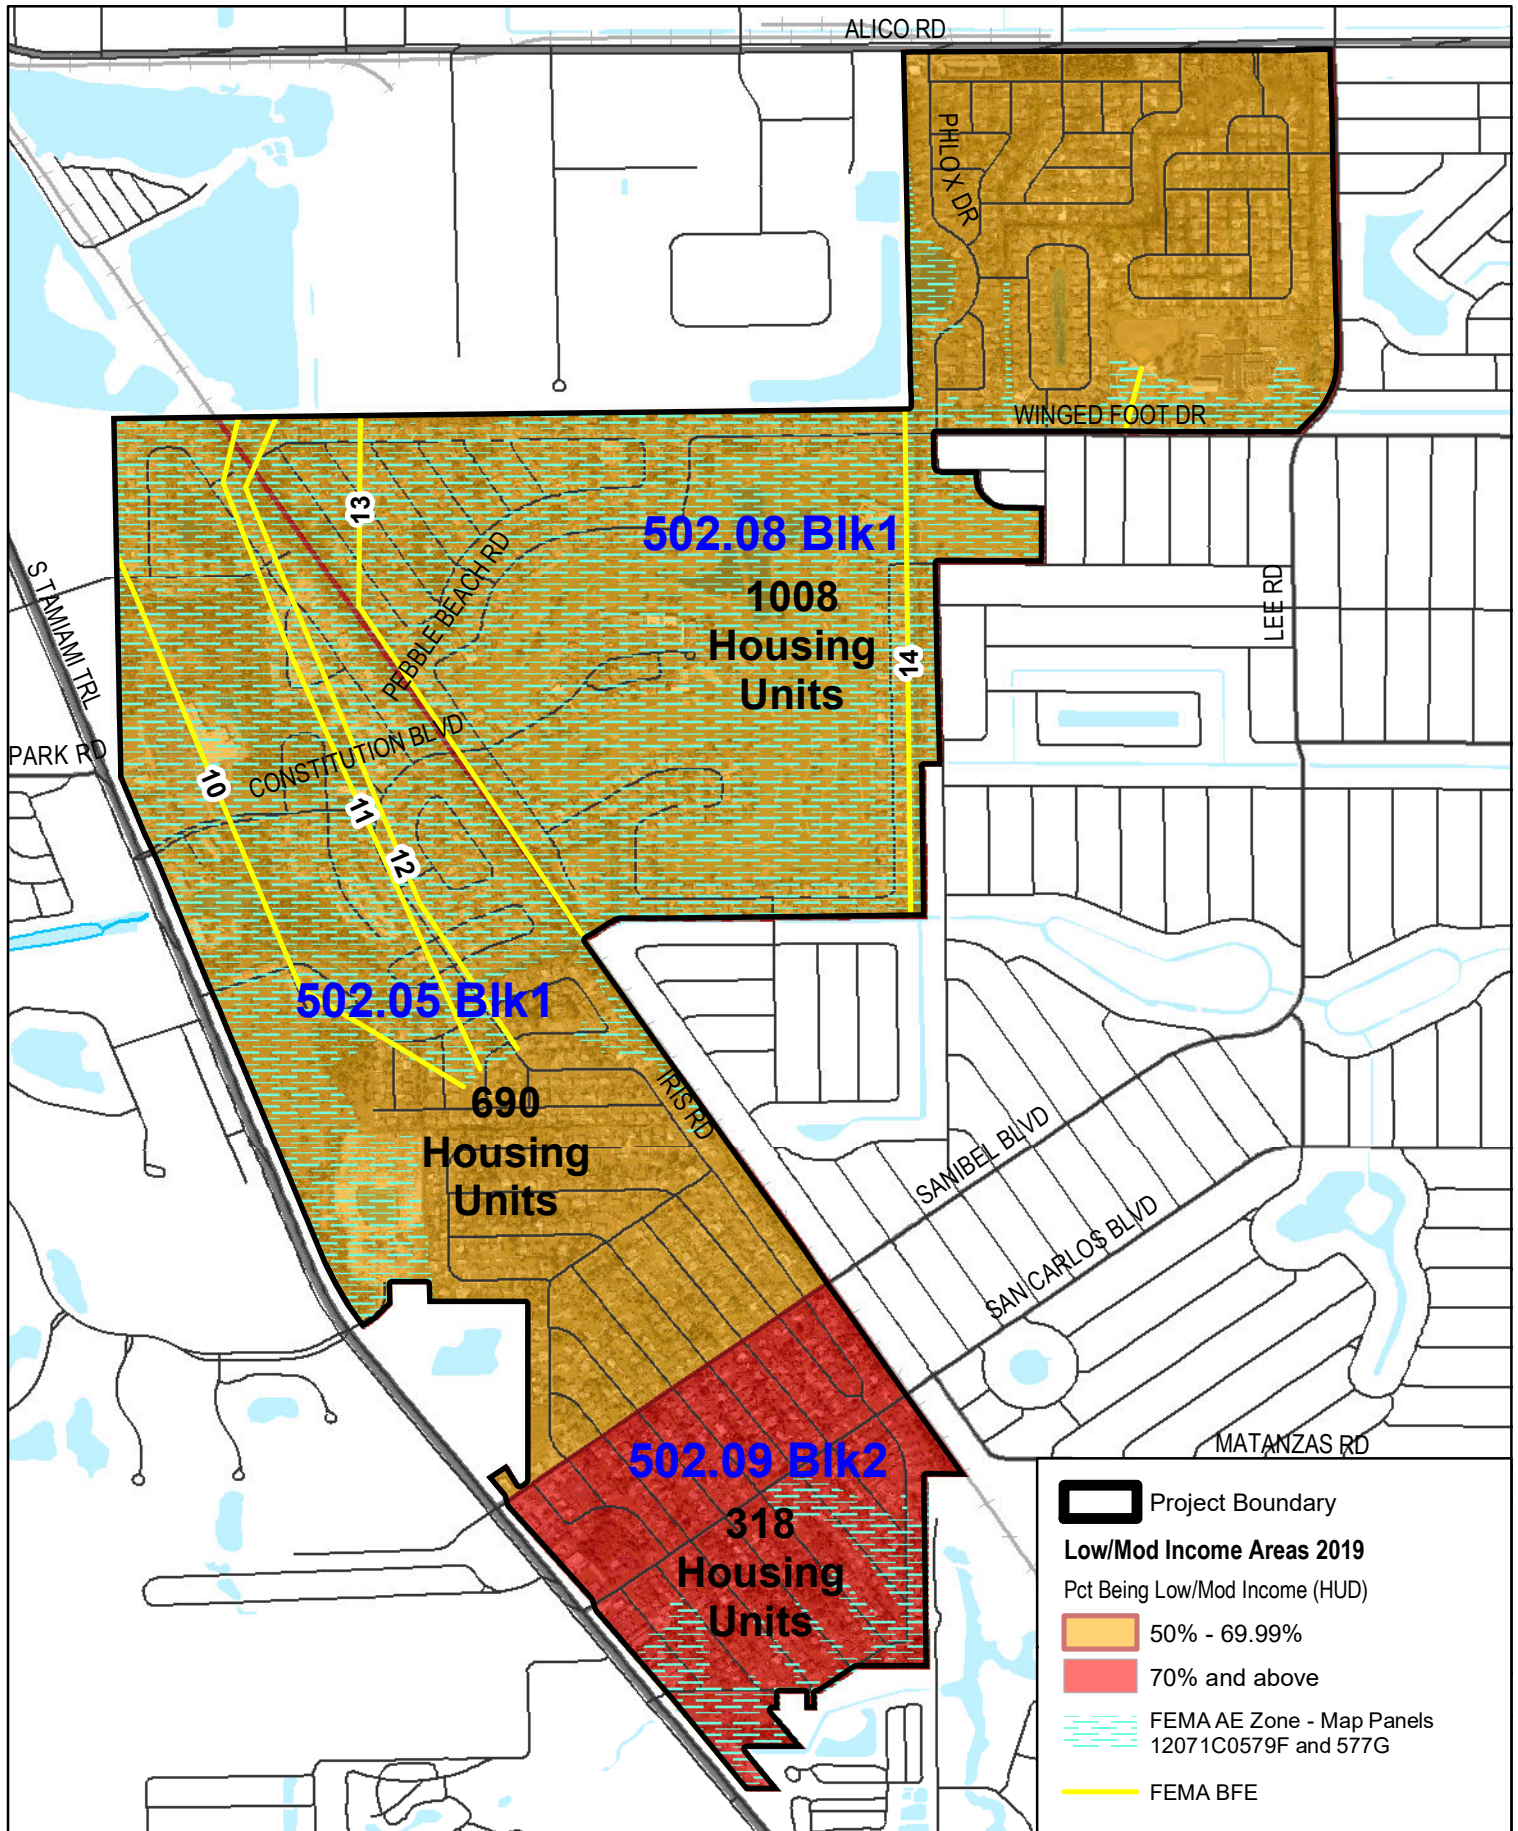 ALICO RD
PHLOX DR
WINGED FOOT DR
13
502.08 Blk1
1008
Housing
Units
PEBBLE BEACH RD
14
LEE RD
S TAMIAMI TRL
PARK RD
CONSTITUTION BLVD
10
11
12
502.05 Blk1
690
Housing
Units
IRIS RD
SANIBEL BLVD
SAN CARLOS BLVD
MATANZAS RD
502.09 Blk2
318
Housing
Units
Project Boundary
Low/Mod Income Areas 2019
Pct Being Low/Mod Income (HUD)
50% - 69.99%
70% and above
FEMA AE Zone - Map Panels
12071C0579F and 577G
FEMA BFE